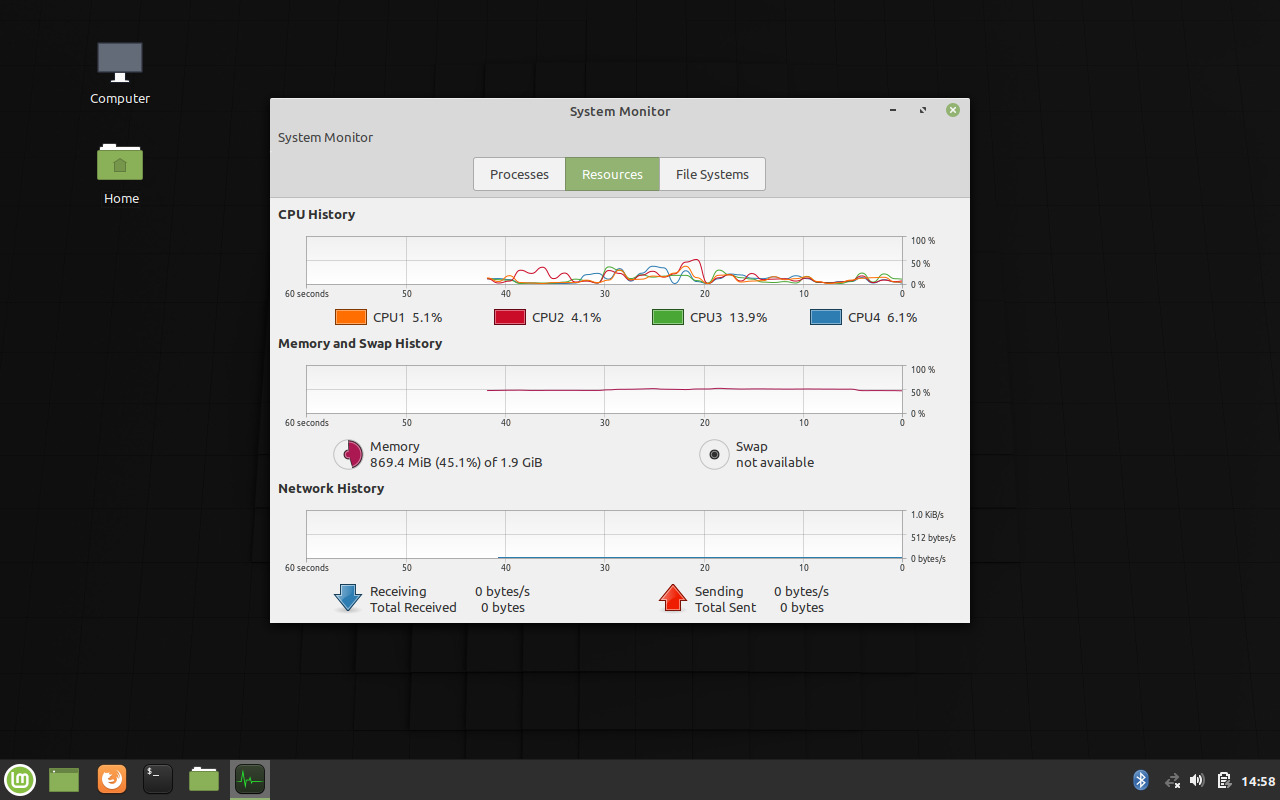 Computer
Home
System Monitor
System Monitor
Processes Resources File Systems
CPU History
100 %
50 %
0 %
60 seconds 50 40 30 20 10 0
CPU1 5.1% CPU2 4.1% CPU3 13.9% CPU4 6.1%
Memory and Swap History
100 %
50 %
0 %
60 seconds 50 40 30 20 10 0
Memory
869.4 MiB (45.1%) of 1.9 GiB
Swap
not available
Network History
1.0 KiB/s
512 bytes/s
0 bytes/s
60 seconds 50 40 30 20 10 0
Receiving 0 bytes/s
Total Received 0 bytes
Sending 0 bytes/s
Total Sent 0 bytes
$_
14:58